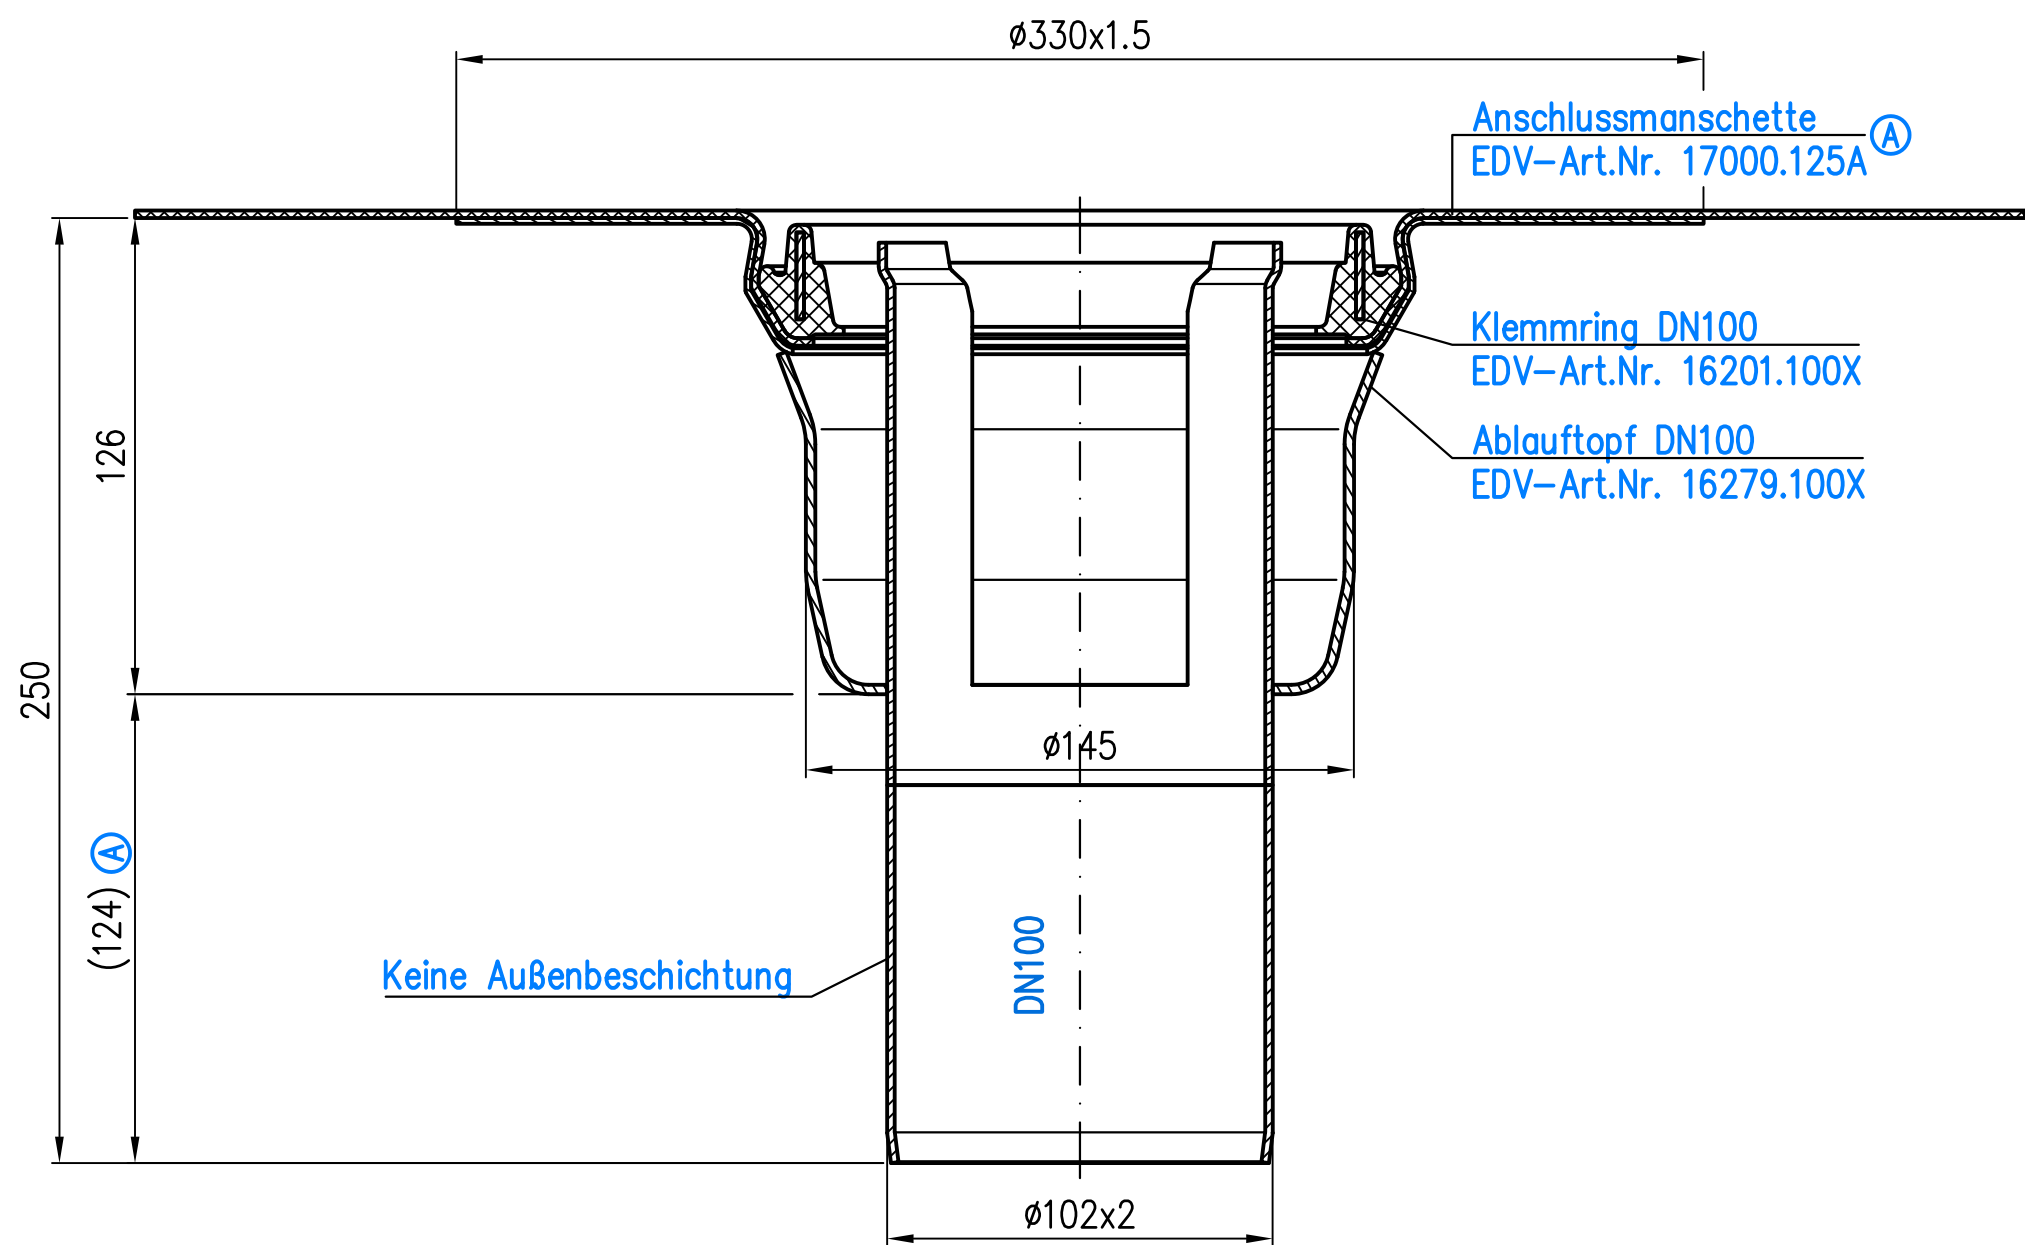 ø330x1.5
Anschlussmanschette
EDV-Art.Nr. 17000.125A
A
Klemmring DN100
EDV-Art.Nr. 16201.100X
Ablauftopf DN100
EDV-Art.Nr. 16279.100X
126
250
ø145
(124) A
DN100
Keine Außenbeschichtung
ø102x2